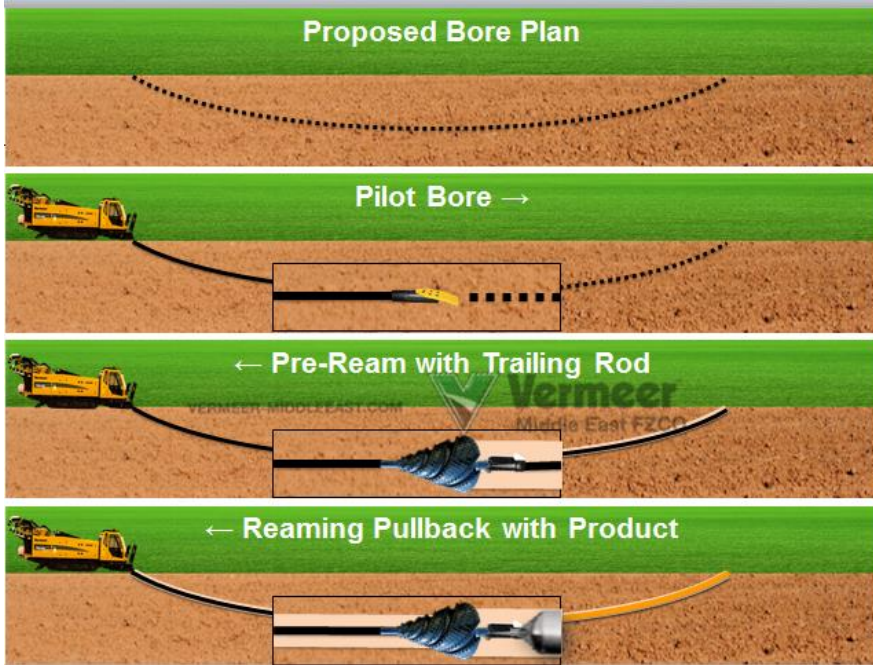 Proposed Bore Plan
Pilot Bore →
← Pre-Ream with Trailing Rod
VERMEER-MIDDLEEAST.COM
Vermeer
Middle East FZCO
← Reaming Pullback with Product